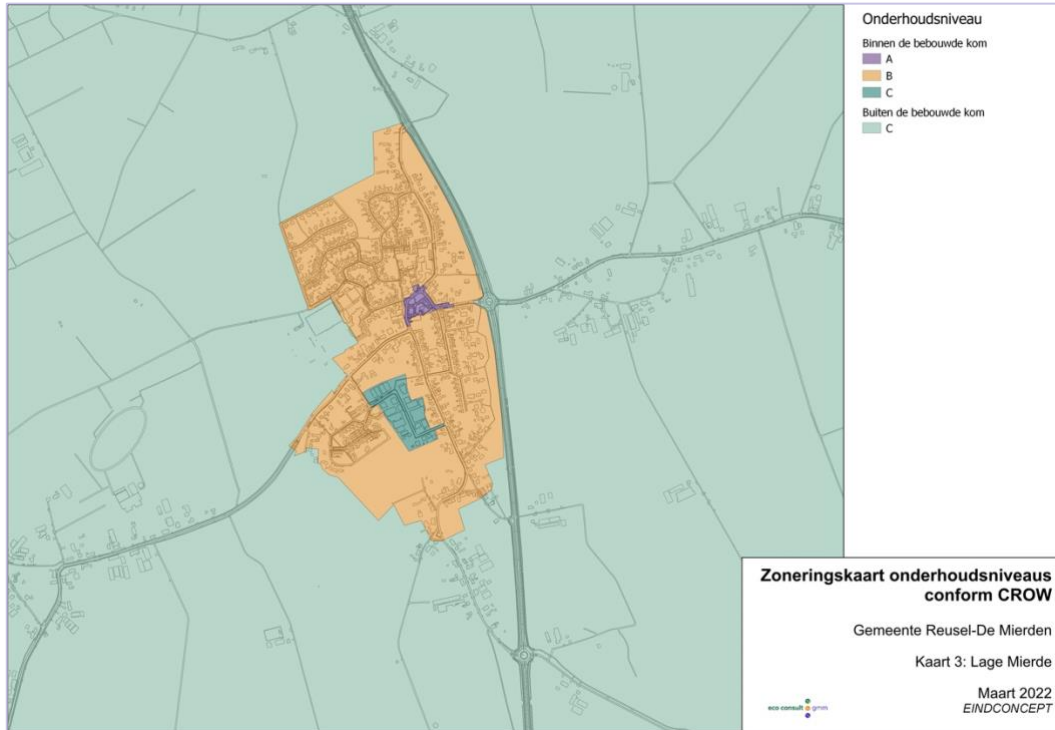 Onderhoudsniveau
Binnen de bebouwde kom
A
B
C
Buiten de bebouwde kom
C
Zoneringskaart onderhoudsniveaus
conform CROW
Gemeente Reusel-De Mierden
Kaart 3: Lage Mierde
Maart 2022
EINDCONCEPT
eco-consult gmm